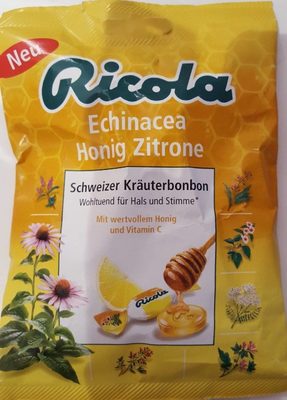 Neu
Ricola
Echinacea
Honig Zitrone
Schweizer Kräuterbonbon
Wohltuend für Hals und Stimme*
Mit wertvollem Honig
und Vitamin C
Ricola